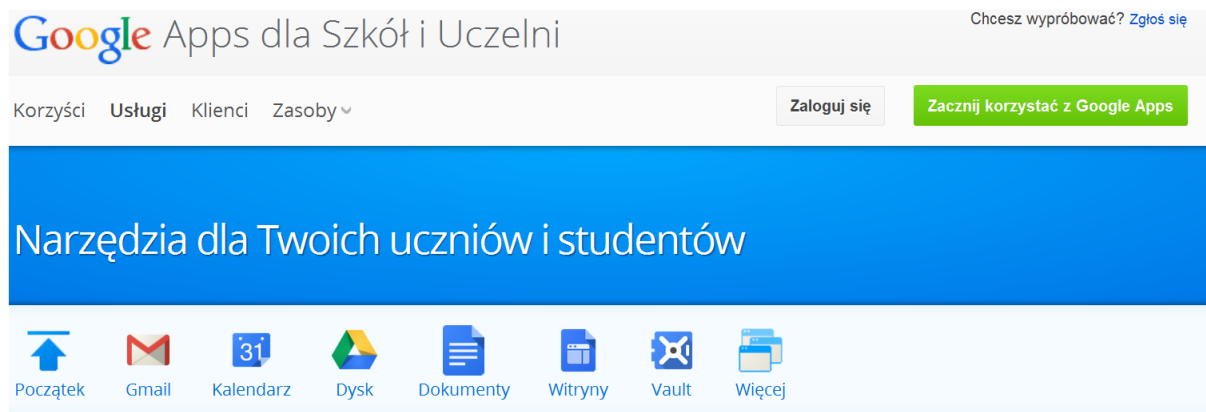 Google Apps dla Szkół i Uczelni
Chcesz wypróbować? Zgłoś się
Korzyści Usługi Klienci Zasoby
Zaloguj się
Zacznij korzystać z Google Apps
Narzędzia dla Twoich uczniów i studentów
31
Początek Gmail Kalendarz Dysk Dokumenty Witryny Vault Więcej